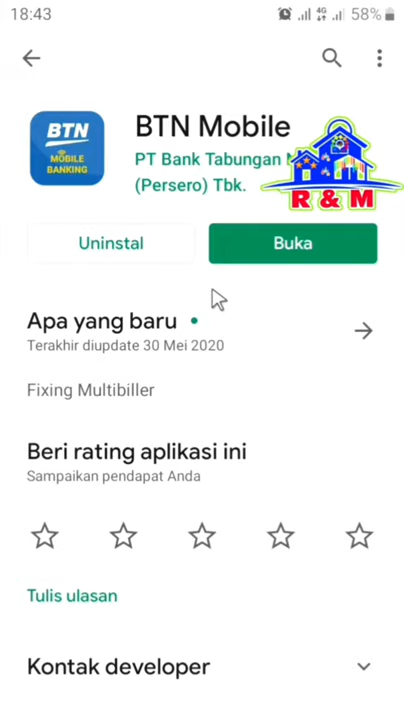 18:43
4G
58%
BTN
MOBILE
BANKING
BTN Mobile
PT Bank Tabungan
(Persero) Tbk.
R & M
Uninstal
Buka
Apa yang baru
Terakhir diupdate 30 Mei 2020
Fixing Multibiller
Beri rating aplikasi ini
Sampaikan pendapat Anda
Tulis ulasan
Kontak developer